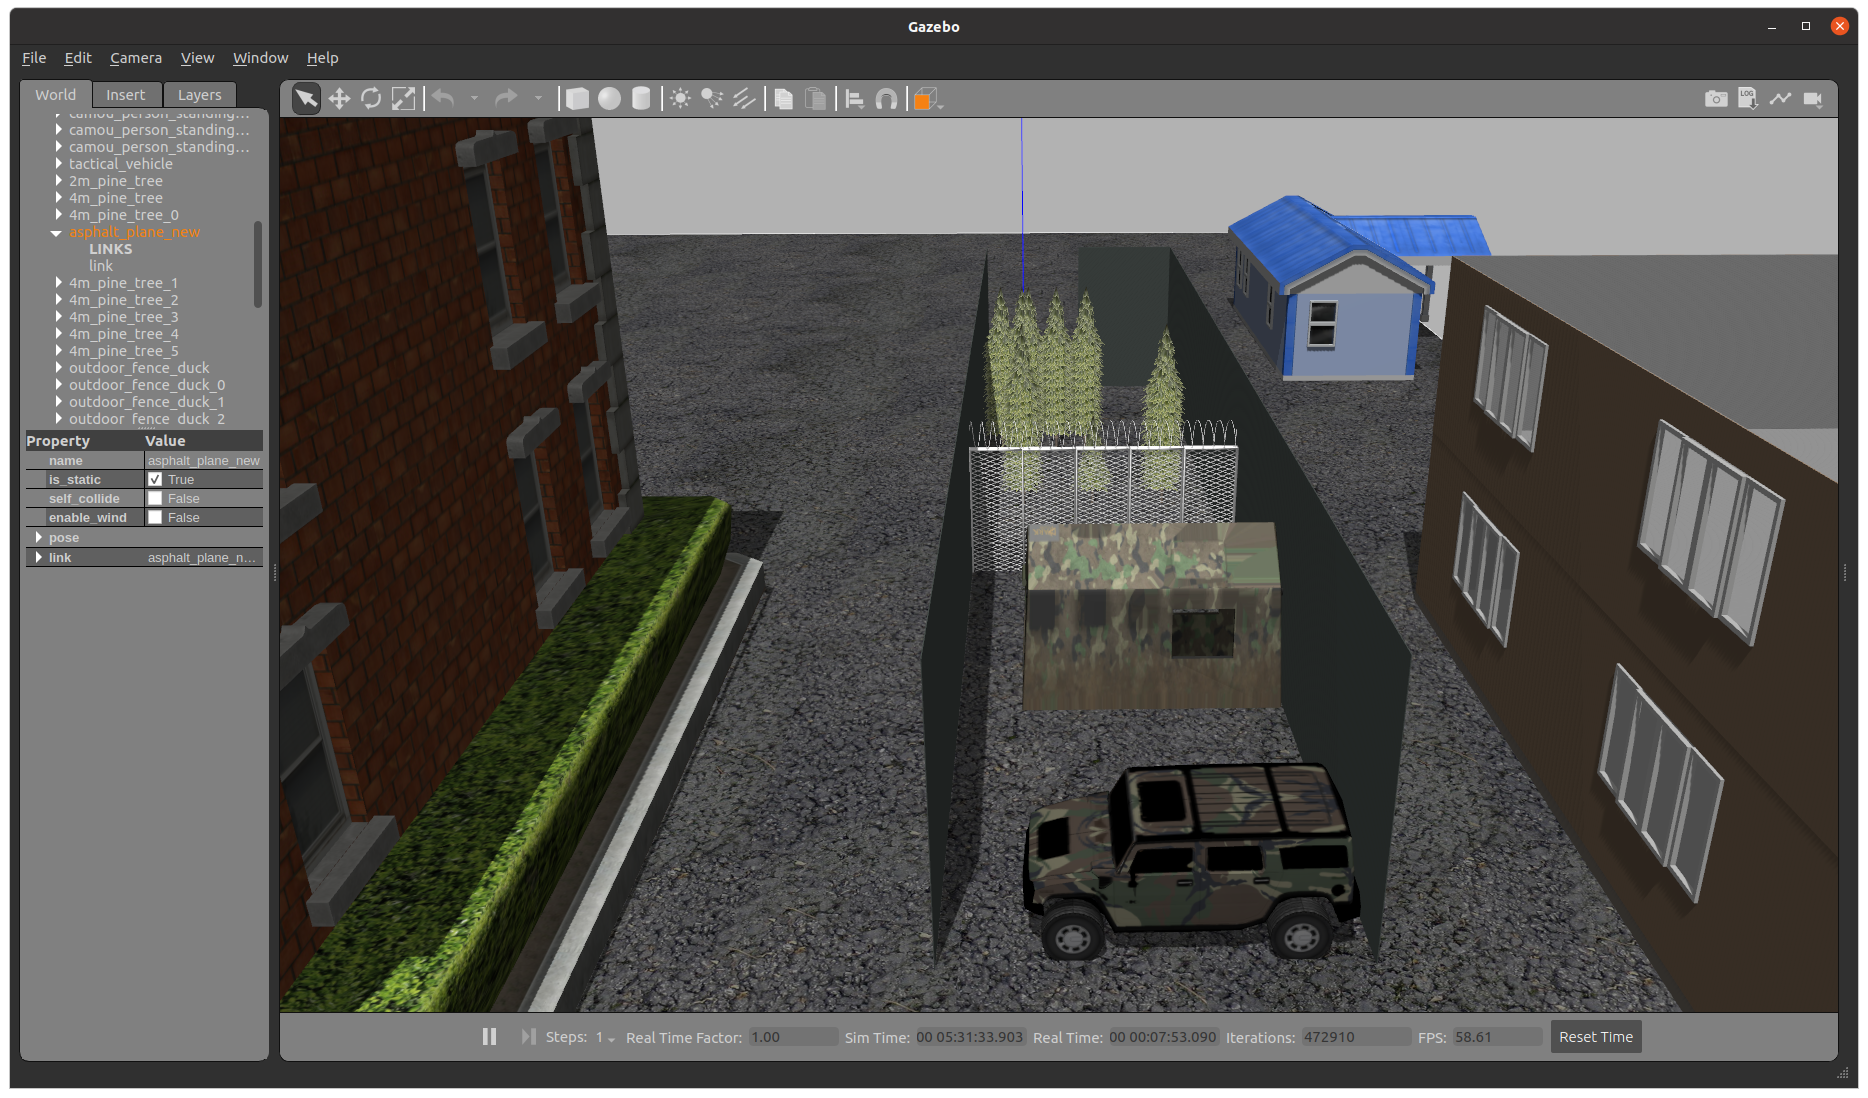 Gazebo
File Edit Camera View Window Help
World Insert Layers
camou_person_standing...
camou_person_standing...
camou_person_standing...
tactical_vehicle
2m_pine_tree
4m_pine_tree
4m_pine_tree_0
asphalt_plane_new
LINKS
link
4m_pine_tree_1
4m_pine_tree_2
4m_pine_tree_3
4m_pine_tree_4
4m_pine_tree_5
outdoor_fence_duck
outdoor_fence_duck_0
outdoor_fence_duck_1
outdoor_fence_duck_2
Property Value
name asphalt_plane_new
is_static True
self_collide False
enable_wind False
pose
link asphalt_plane_n...
LOG
Steps: 1 Real Time Factor: 1.00 Sim Time: 00 05:31:33.903 Real Time: 00 00:07:53.090 Iterations: 472910 FPS: 58.61 Reset Time